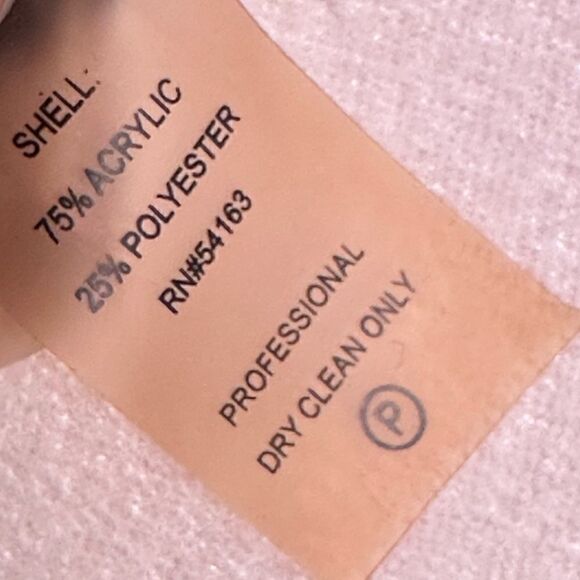 SHELL:
75% ACRYLIC
25% POLYESTER
RN#54163
PROFESSIONAL
DRY CLEAN ONLY
P